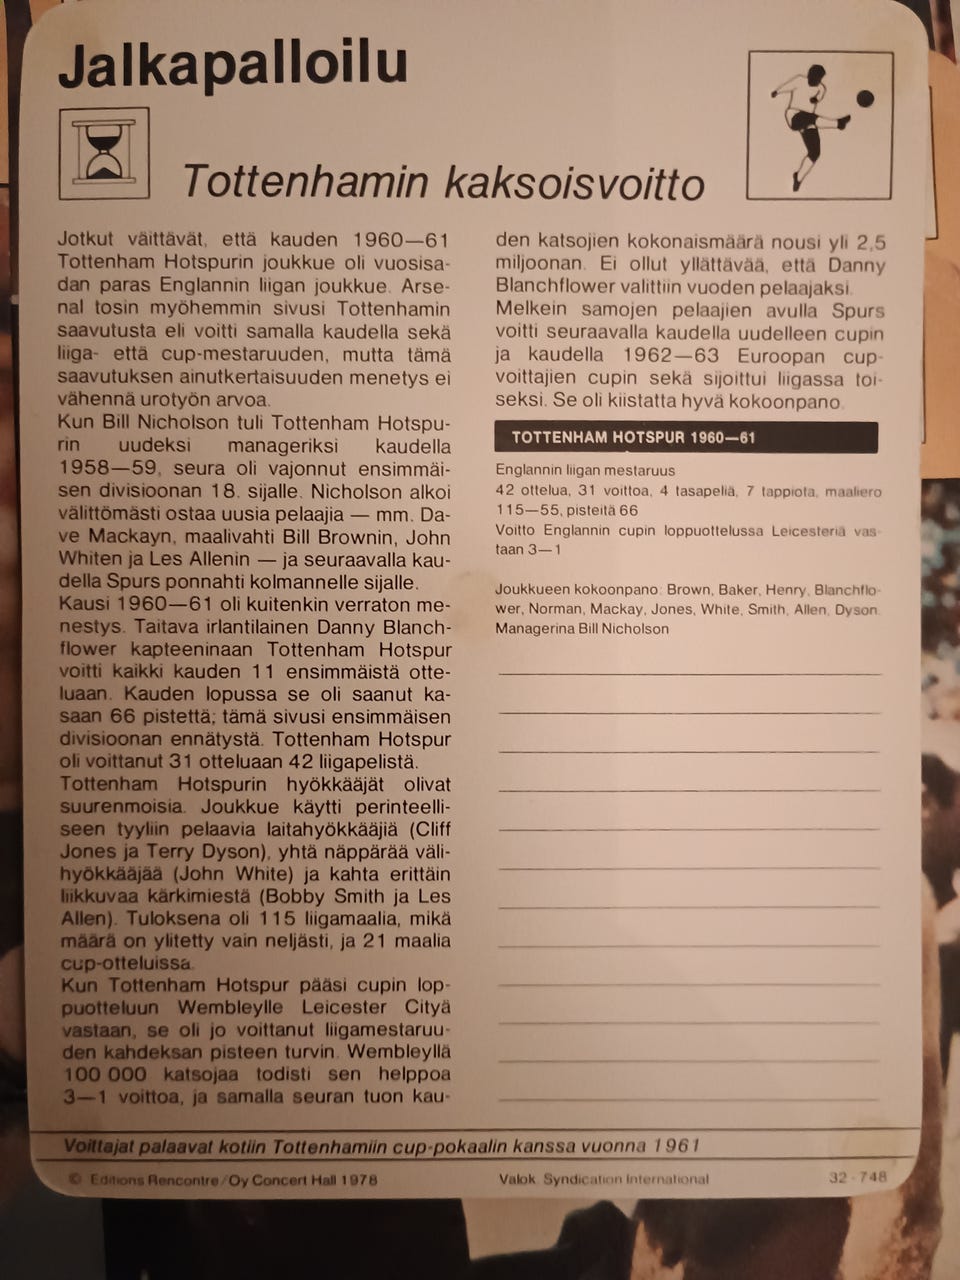 Jalkapalloilu
Tottenhamin kaksoisvoitto
Jotkut väittävät, että kauden 1960—61
Tottenham Hotspurin joukkue oli vuosisa-
dan paras Englannin liigan joukkue. Arse-
nal tosin myöhemmin sivusi Tottenhamin
saavutusta eli voitti samalla kaudella sekä
liiga- että cup-mestaruuden, mutta tämä
saavutuksen ainutkertaisuuden menetys ei
vähennä urotyön arvoa.
Kun Bill Nicholson tuli Tottenham Hotspu-
rin uudeksi manageriksi kaudella
1958—59, seura oli vajonnut ensimmäi-
sen divisioonan 18. sijalle. Nicholson alkoi
välittömästi ostaa uusia pelaajia — mm. Da-
ve Mackayn, maalivahti Bill Brownin, John
Whiten ja Les Allenin — ja seuraavalla kau-
della Spurs ponnahti kolmannelle sijalle.
Kausi 1960—61 oli kuitenkin verraton me-
nestys. Taitava irlantilainen Danny Blanch-
flower kapteeninaan Tottenham Hotspur
voitti kaikki kauden 11 ensimmäistä otte-
luaan. Kauden lopussa se oli saanut ka-
saan 66 pistettä; tämä sivusi ensimmäisen
divisioonan ennätystä. Tottenham Hotspur
oli voittanut 31 otteluaan 42 liigapelistä.
Tottenham Hotspurin hyökkääjät olivat
suurenmoisia. Joukkue käytti perinteelli-
seen tyyliin pelaavia laitahyökkääjiä (Cliff
Jones ja Terry Dyson), yhtä näppärää väli-
hyökkääjää (John White) ja kahta erittäin
liikkuvaa kärkimiestä (Bobby Smith ja Les
Allen). Tuloksena oli 115 liigamaalia, mikä
määrä on ylitetty vain neljästi, ja 21 maalia
cup-otteluissa.
Kun Tottenham Hotspur pääsi cupin lop-
puotteluun Wembleylle Leicester Cityä
vastaan, se oli jo voittanut liigamestaruu-
den kahdeksan pisteen turvin. Wembleyllä
100 000 katsojaa todisti sen helppoa
3—1 voittoa, ja samalla seuran tuon kau-
den katsojien kokonaismäärä nousi yli 2,5
miljoonan. Ei ollut yllättävää, että Danny
Blanchflower valittiin vuoden pelaajaksi.
Melkein samojen pelaajien avulla Spurs
voitti seuraavalla kaudella uudelleen cupin
ja kaudella 1962—63 Euroopan cup-
voittajien cupin sekä sijoittui liigassa toi-
seksi. Se oli kiistatta hyvä kokoonpano.
TOTTENHAM HOTSPUR 1960—61
Englannin liigan mestaruus
42 ottelua, 31 voittoa, 4 tasapeliä, 7 tappiota, maaliero
115—55, pisteitä 66
Voitto Englannin cupin loppuottelussa Leicesteriä vas-
taan 3—1
Joukkueen kokoonpano: Brown, Baker, Henry, Blanchflo-
wer, Norman, Mackay, Jones, White, Smith, Allen, Dyson.
Managerina Bill Nicholson
Voittajat palaavat kotiin Tottenhamiin cup-pokaalin kanssa vuonna 1961
© Editions Rencontre/Oy Concert Hall 1978 Valok. Syndication International 32-748